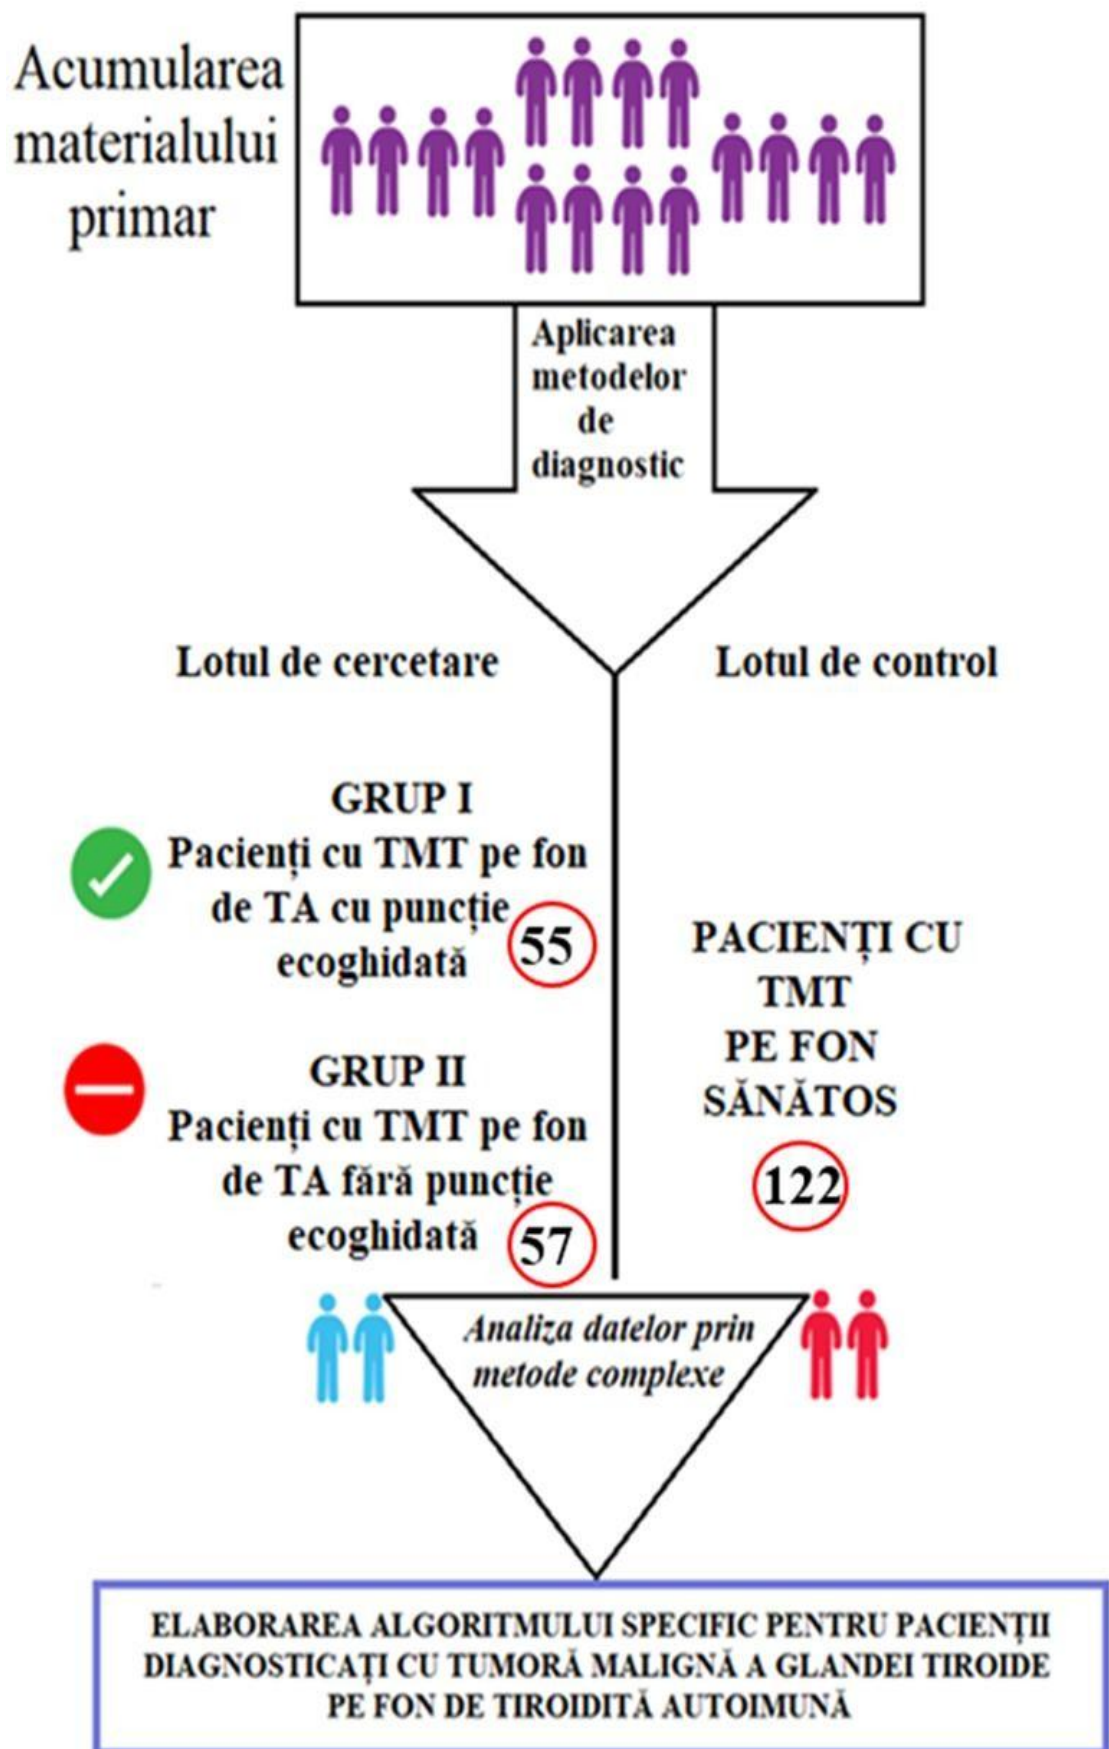 Acumularea
materialului
primar
Aplicarea
metodelor
de
diagnostic
Lotul de cercetare
Lotul de control
GRUP I
Pacienți cu TMT pe fon
de TA cu puncție
ecoghidată
55
GRUP II
Pacienți cu TMT pe fon
de TA fără puncție
ecoghidată
57
PACIENȚI CU
TMT
PE FON
SĂNĂTOS
122
Analiza datelor prin
metode complexe
ELABORAREA ALGORITMULUI SPECIFIC PENTRU PACIENȚII
DIAGNOSTICAȚI CU TUMORĂ MALIGNĂ A GLANDEI TIROIDE
PE FON DE TIROIDITĂ AUTOIMUNĂ